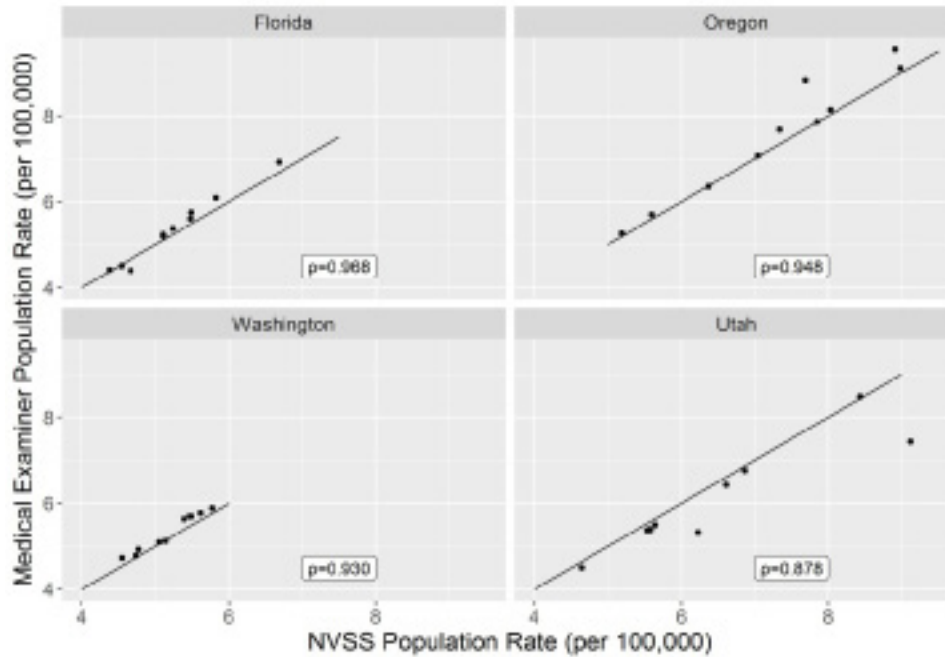 Florida
Oregon
Medical Examiner Population Rate (per 100,000)
8
6
4
p=0.968
p=0.948
Washington
Utah
8
6
4
p=0.930
p=0.878
4
6
8
4
6
8
NVSS Population Rate (per 100,000)